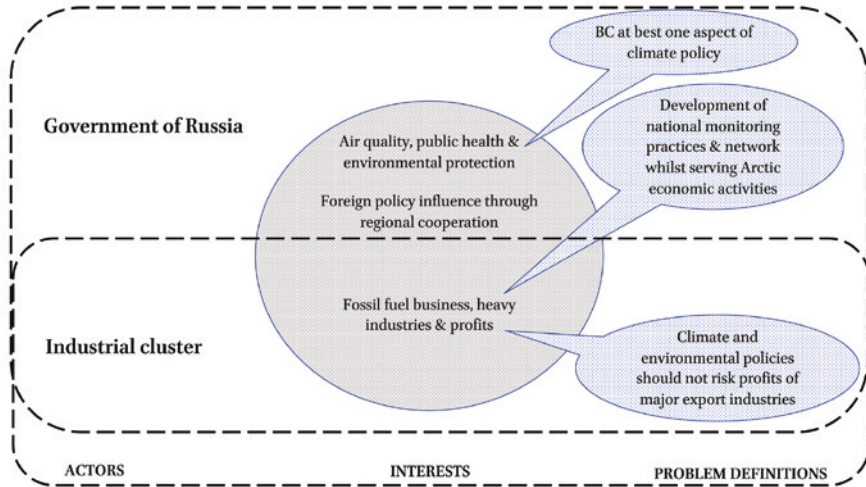 BC at best one aspect of
climate policy
Government of Russia
Air quality, public health &
environmental protection
Foreign policy influence through
regional cooperation
Development of
national monitoring
practices & network
whilst serving Arctic
economic activities
Fossil fuel business, heavy
industries & profits
Industrial cluster
Climate and
environmental policies
should not risk profits of
major export industries
ACTORS
INTERESTS
PROBLEM DEFINITIONS